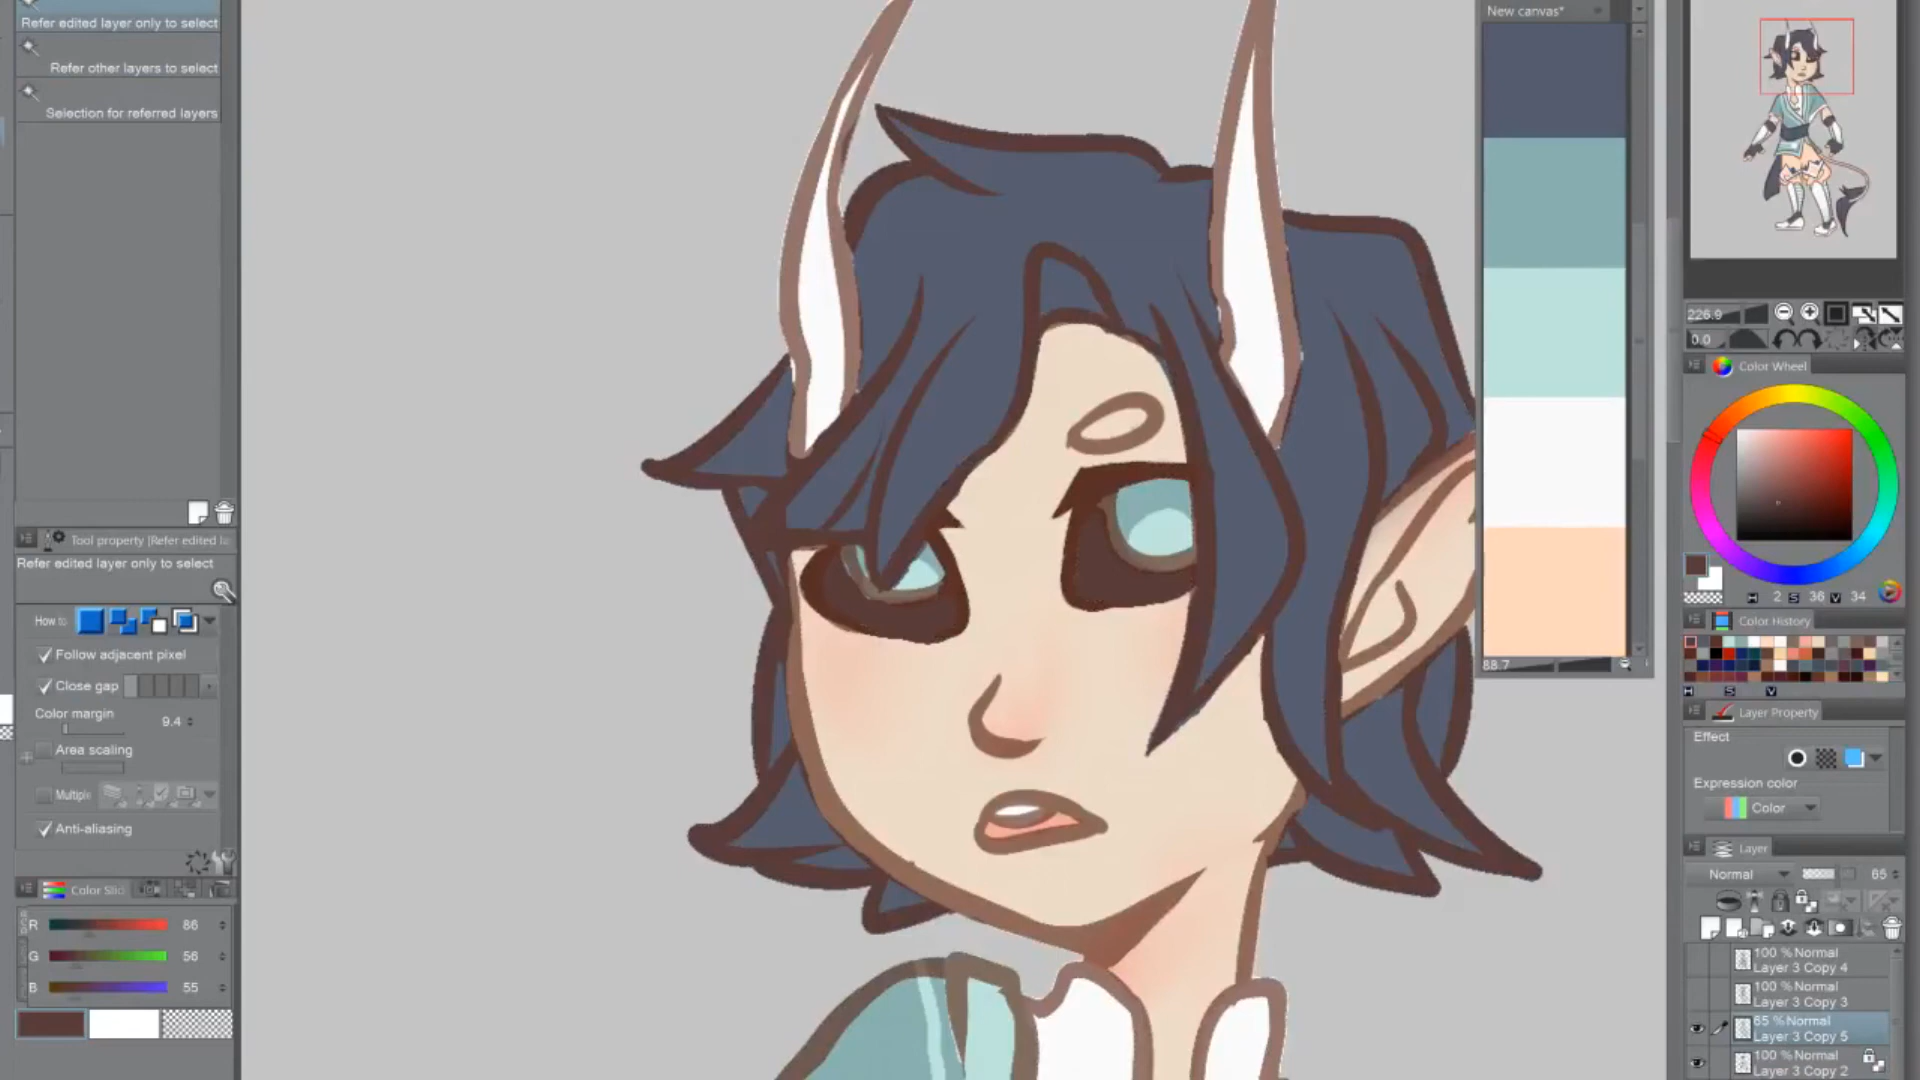 Refer edited layer only to select
Refer other layers to select
Selection for referred layers
Tool property [Refer edited la
Refer edited layer only to select
How to
Follow adjacent pixel
Close gap
Color margin
9.4
Area scaling
Multiple
Anti-aliasing
Color Slid
R 86
G 56
B 55
New canvas*
88.7
226.9
0.0
Color Wheel
H 2 S 36 V 34
Color History
H S V
Layer Property
Effect
Expression color
Color
Layer
Normal 65
100 % Normal
Layer 3 Copy 4
100 % Normal
Layer 3 Copy 3
65 % Normal
Layer 3 Copy 5
100 % Normal
Layer 3 Copy 2